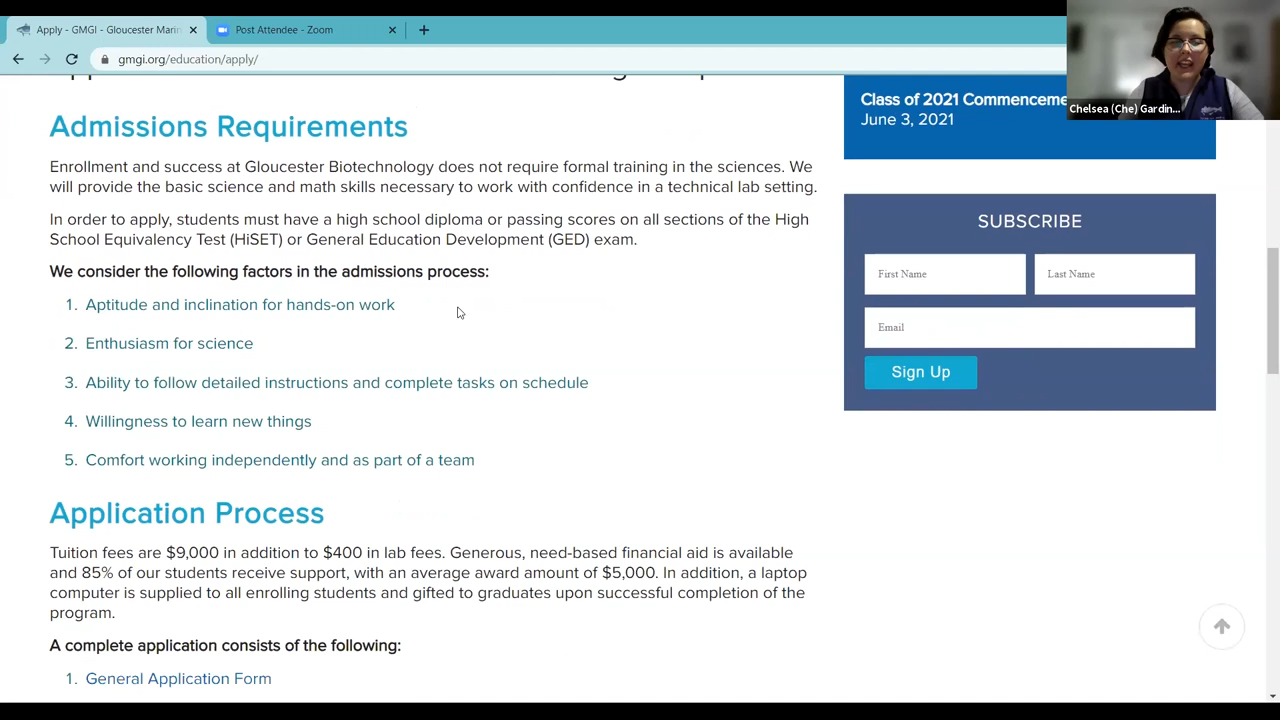 Apply - GMGI - Gloucester Marin
Post Attendee - Zoom
gmgi.org/education/apply/
Chelsea (Che) Gardin...
Admissions Requirements
Enrollment and success at Gloucester Biotechnology does not require formal training in the sciences. We
will provide the basic science and math skills necessary to work with confidence in a technical lab setting.
In order to apply, students must have a high school diploma or passing scores on all sections of the High
School Equivalency Test (HiSET) or General Education Development (GED) exam.
We consider the following factors in the admissions process:
1. Aptitude and inclination for hands-on work
2. Enthusiasm for science
3. Ability to follow detailed instructions and complete tasks on schedule
4. Willingness to learn new things
5. Comfort working independently and as part of a team
Application Process
Tuition fees are $9,000 in addition to $400 in lab fees. Generous, need-based financial aid is available
and 85% of our students receive support, with an average award amount of $5,000. In addition, a laptop
computer is supplied to all enrolling students and gifted to graduates upon successful completion of the
program.
A complete application consists of the following:
1. General Application Form
Class of 2021 Commenceme
June 3, 2021
SUBSCRIBE
First Name
Last Name
Email
Sign Up